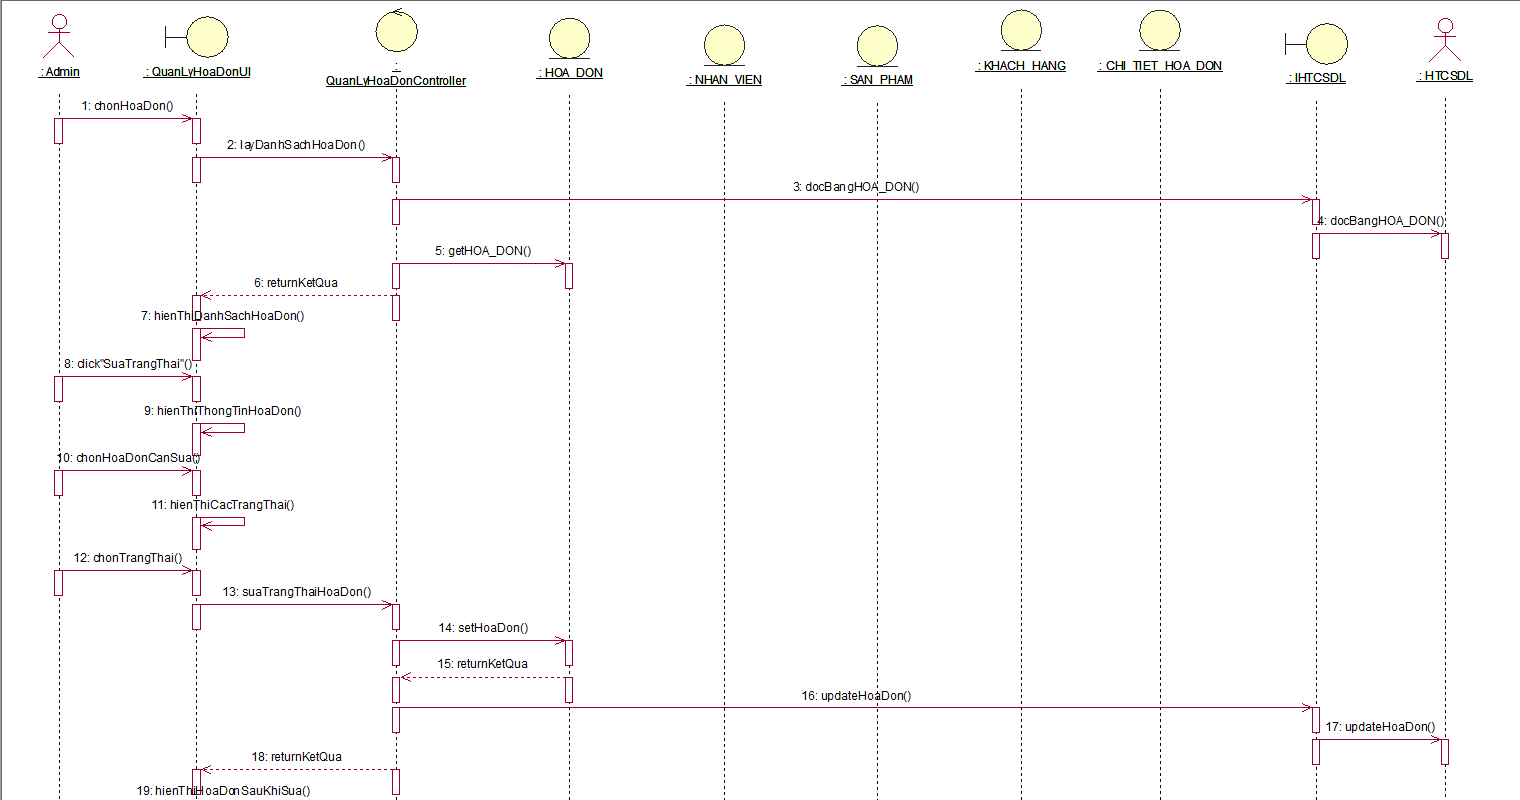 : Admin
: QuanLyHoaDonUI
:
QuanLyHoaDonController
: HOA_DON
: NHAN_VIEN
: SAN_PHAM
: KHACH_HANG
: CHI_TIET_HOA_DON
: IHTCSDL
: HTCSDL
1: chonHoaDon()
2: layDanhSachHoaDon()
3: docBangHOA_DON()
4: docBangHOA_DON()
5: getHOA_DON()
6: returnKetQua
7: hienThiDanhSachHoaDon()
8: click"SuaTrangThai"()
9: hienThiThongTinHoaDon()
10: chonHoaDonCanSua()
11: hienThiCacTrangThai()
12: chonTrangThai()
13: suaTrangThaiHoaDon()
14: setHoaDon()
15: returnKetQua
16: updateHoaDon()
17: updateHoaDon()
18: returnKetQua
19: hienThiHoaDonSauKhiSua()